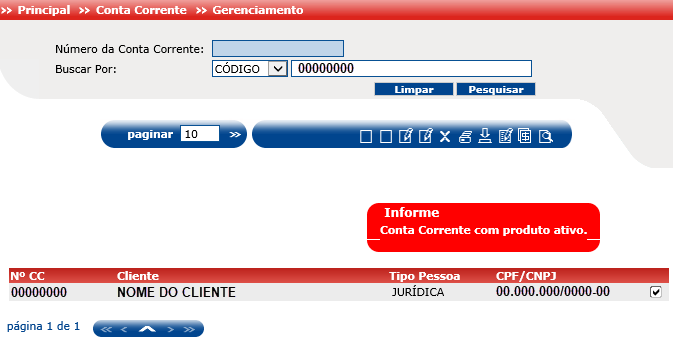 >> Principal >> Conta Corrente >> Gerenciamento
Número da Conta Corrente:
Buscar Por: CÓDIGO 00000000
Limpar Pesquisar
paginar 10 >>
Informe
Conta Corrente com produto ativo.
Nº CC Cliente Tipo Pessoa CPF/CNPJ
00000000 NOME DO CLIENTE JURÍDICA 00.000.000/0000-00
página 1 de 1 << < > >>